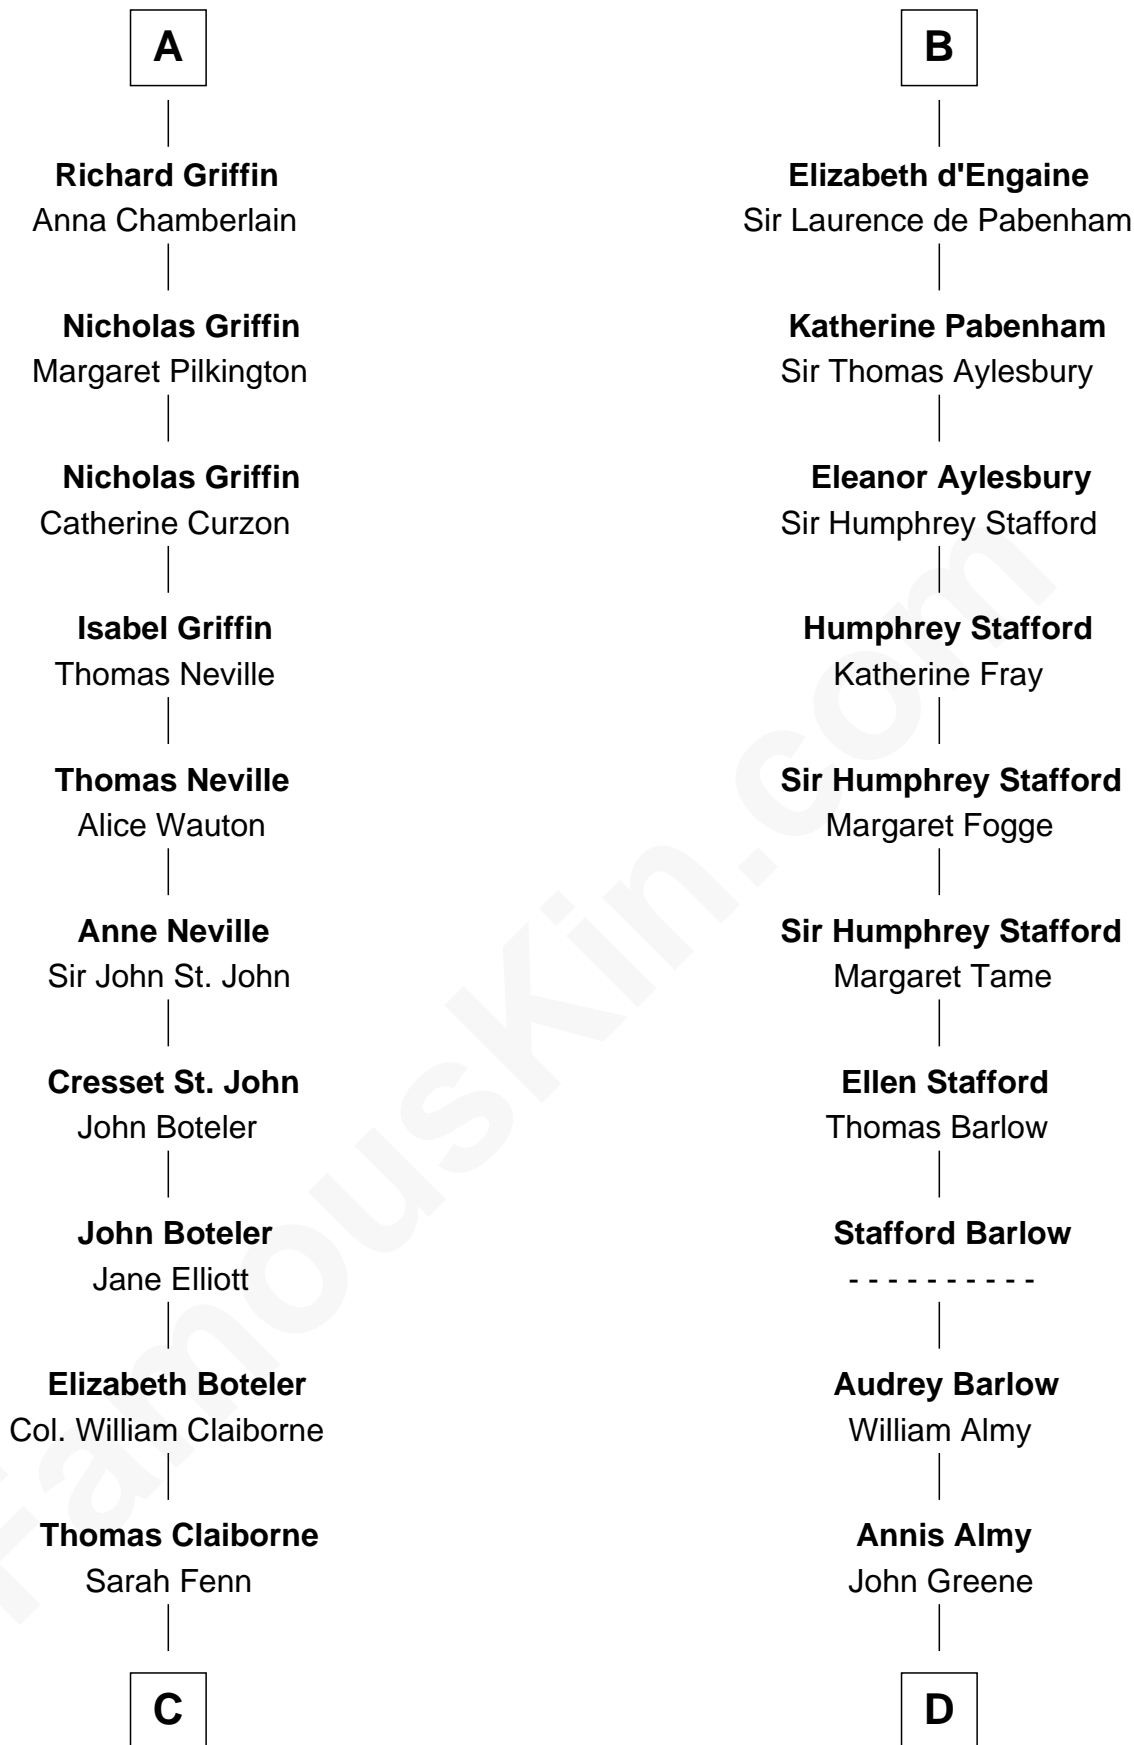 A
Richard Griffin
Anna Chamberlain
Nicholas Griffin
Margaret Pilkington
Nicholas Griffin
Catherine Curzon
Isabel Griffin
Thomas Neville
Thomas Neville
Alice Wauton
Anne Neville
Sir John St. John
Cresset St. John
John Boteler
John Boteler
Jane Elliott
Elizabeth Boteler
Col. William Claiborne
Thomas Claiborne
Sarah Fenn
C
B
Elizabeth d'Engaine
Sir Laurence de Pabenham
Katherine Pabenham
Sir Thomas Aylesbury
Eleanor Aylesbury
Sir Humphrey Stafford
Humphrey Stafford
Katherine Fray
Sir Humphrey Stafford
Margaret Fogge
Sir Humphrey Stafford
Margaret Tame
Ellen Stafford
Thomas Barlow
Stafford Barlow
- - - - - - - - - -
Audrey Barlow
William Almy
Annis Almy
John Greene
D
FamousKin.com